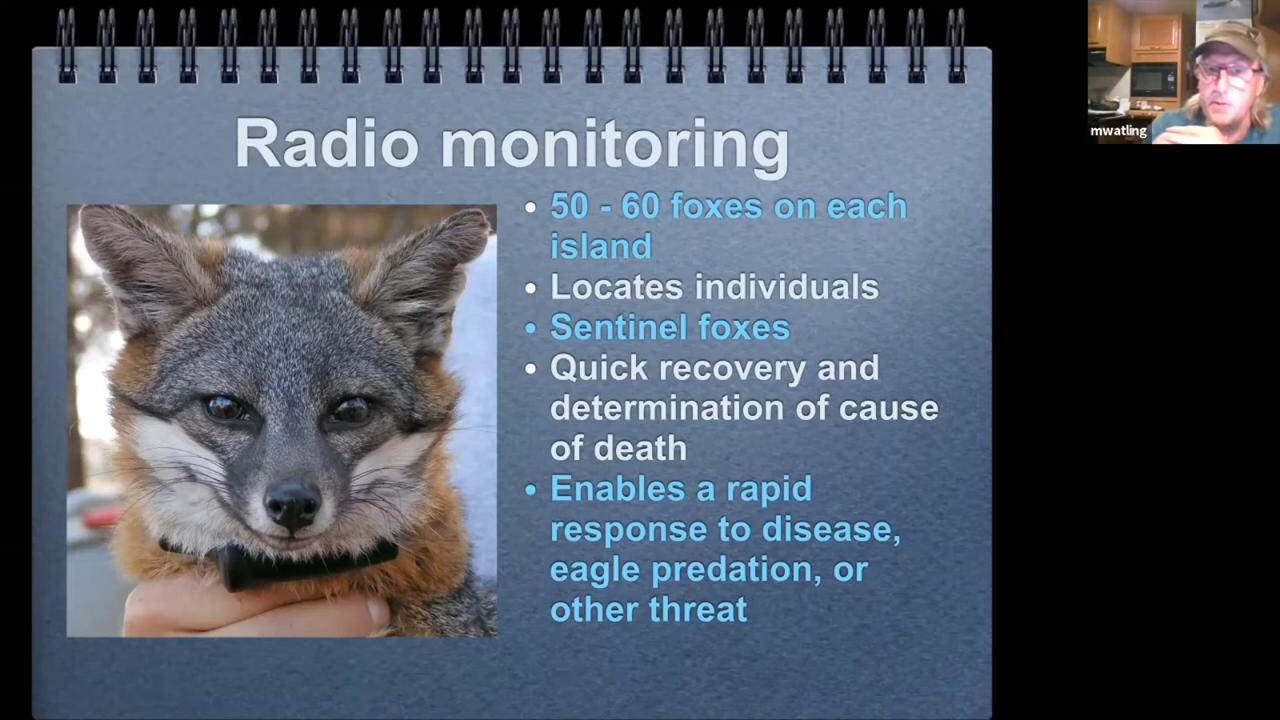 Radio monitoring
• 50 - 60 foxes on each
island
• Locates individuals
• Sentinel foxes
• Quick recovery and
determination of cause
of death
• Enables a rapid
response to disease,
eagle predation, or
other threat
mwatling